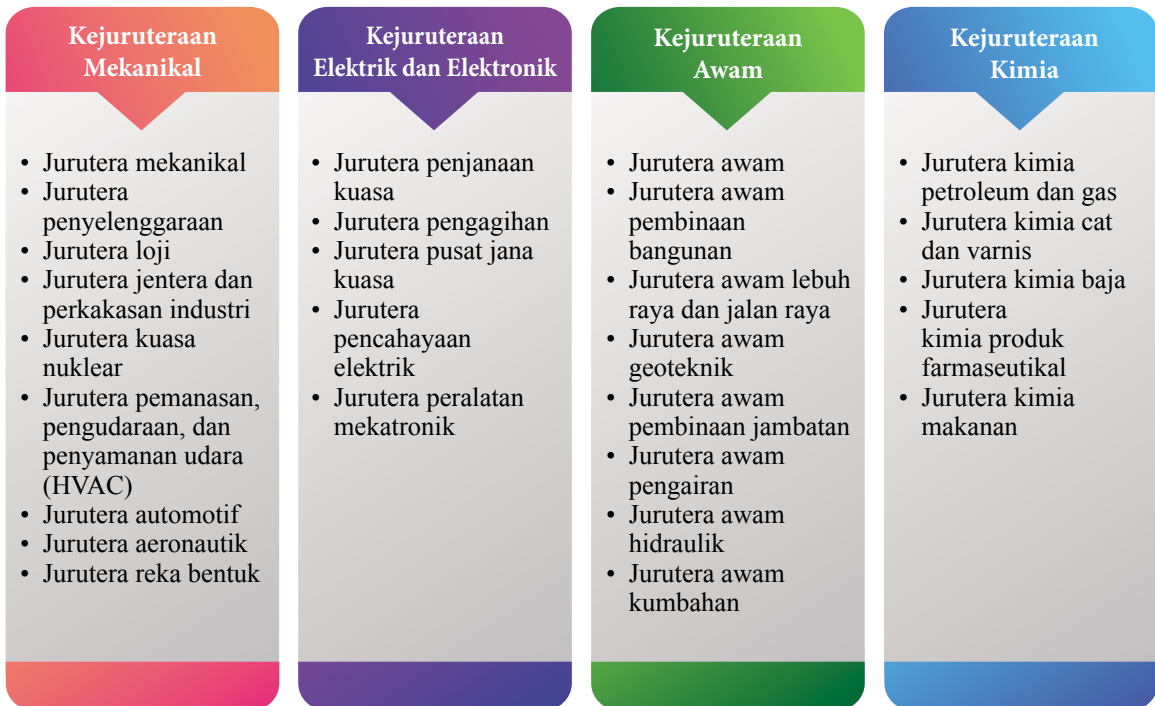 Kejuruteraan
Mekanikal
• Jurutera mekanikal
• Jurutera
penyelenggaraan
• Jurutera loji
• Jurutera jentera dan
perkakasan industri
• Jurutera kuasa
nuklear
• Jurutera pemanasan,
pengudaraan, dan
penyamanan udara
(HVAC)
• Jurutera automotif
• Jurutera aeronautik
• Jurutera reka bentuk
Kejuruteraan
Elektrik dan Elektronik
• Jurutera penjanaan
kuasa
• Jurutera pengagihan
• Jurutera pusat jana
kuasa
• Jurutera
pencahayaan
elektrik
• Jurutera peralatan
mekatronik
Kejuruteraan
Awam
• Jurutera awam
• Jurutera awam
pembinaan
bangunan
• Jurutera awam lebuh
raya dan jalan raya
• Jurutera awam
geoteknik
• Jurutera awam
pembinaan jambatan
• Jurutera awam
pengairan
• Jurutera awam
hidraulik
• Jurutera awam
kumbahan
Kejuruteraan
Kimia
• Jurutera kimia
petroleum dan gas
• Jurutera kimia cat
dan varnis
• Jurutera kimia baja
• Jurutera
kimia produk
farmaseutikal
• Jurutera kimia
makanan